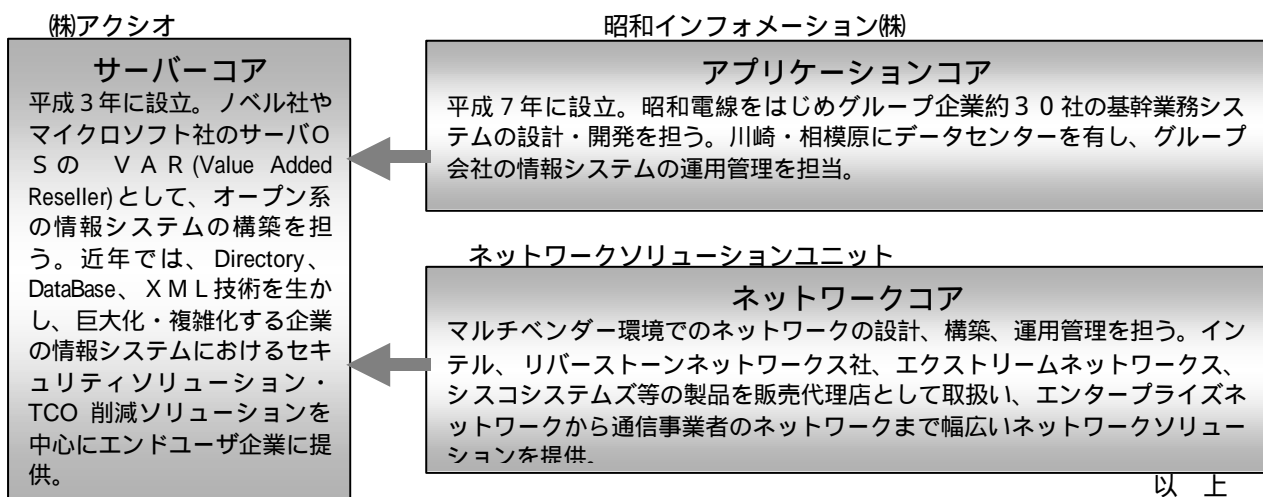 ㈱アクシオ
サーバーコア
平成３年に設立。ノベル社や
マイクロソフト社のサーバＯ
Ｓの ＶＡＲ(Value Added
Reseller)として、オープン系
の情報システムの構築を担
う。近年では、Directory、
DataBase、ＸＭＬ技術を生か
し、巨大化・複雑化する企業
の情報システムにおけるセキ
ュリティソリューション・
TCO 削減ソリューションを
中心にエンドユーザ企業に提
供。
昭和インフォメーション㈱
アプリケーションコア
平成７年に設立。昭和電線をはじめグループ企業約３０社の基幹業務シス
テムの設計・開発を担う。川崎・相模原にデータセンターを有し、グループ
会社の情報システムの運用管理を担当。
ネットワークソリューションユニット
ネットワークコア
マルチベンダー環境でのネットワークの設計、構築、運用管理を担う。イン
テル、リバーストーンネットワークス社、エクストリームネットワークス、
シスコシステムズ等の製品を販売代理店として取扱い、エンタープライズネ
ットワークから通信事業者のネットワークまで幅広いネットワークソリュー
ションを提供。
以 上